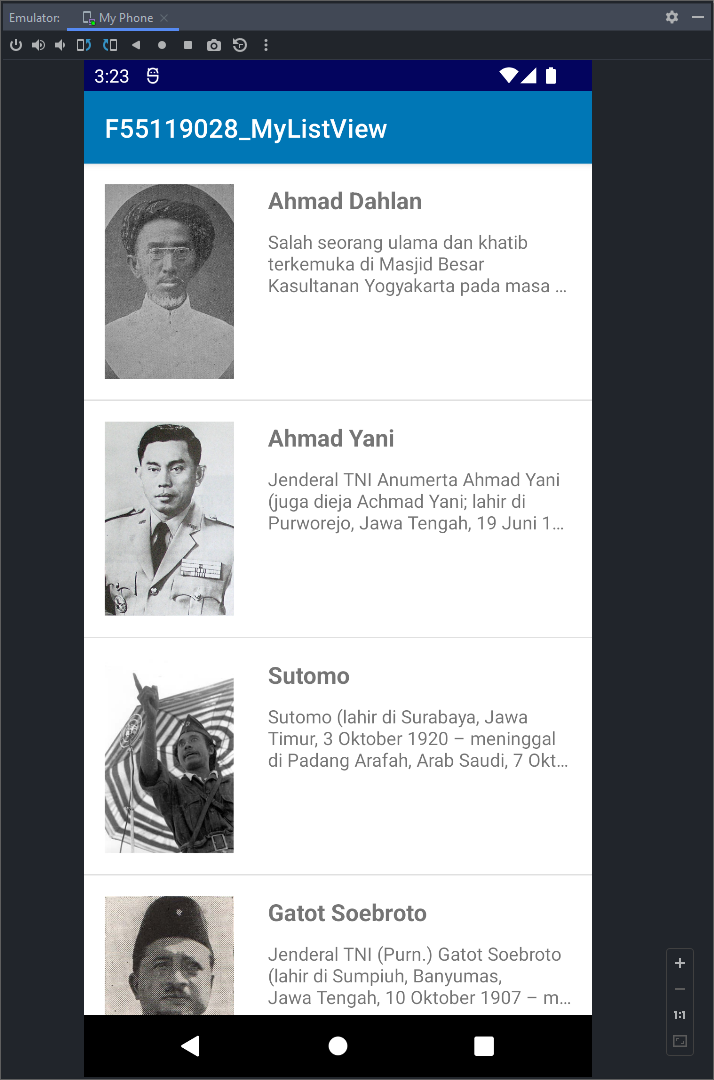 Emulator: My Phone
3:23
F55119028_MyListView
Ahmad Dahlan
Salah seorang ulama dan khatib
terkemuka di Masjid Besar
Kasultanan Yogyakarta pada masa ...
Ahmad Yani
Jenderal TNI Anumerta Ahmad Yani
(juga dieja Achmad Yani; lahir di
Purworejo, Jawa Tengah, 19 Juni 1...
Sutomo
Sutomo (lahir di Surabaya, Jawa
Timur, 3 Oktober 1920 – meninggal
di Padang Arafah, Arab Saudi, 7 Okt...
Gatot Soebroto
Jenderal TNI (Purn.) Gatot Soebroto
(lahir di Sumpiuh, Banyumas,
Jawa Tengah, 10 Oktober 1907 – m...
1:1